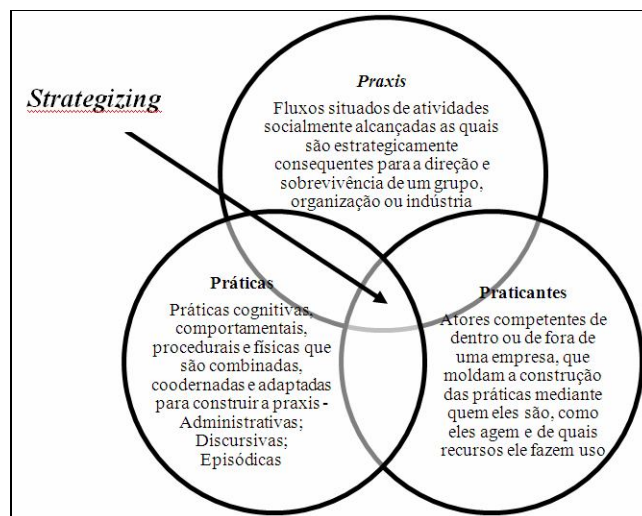 Strategizing
Praxis
Fluxos situados de atividades
socialmente alcançadas as quais
são estrategicamente
consequentes para a direção e
sobrevivência de um grupo,
organização ou indústria
Práticas
Práticas cognitivas,
comportamentais,
procedurais e físicas que
são combinadas,
coodernadas e adaptadas
para construir a praxis -
Administrativas;
Discursivas;
Episódicas
Praticantes
Atores competentes de
dentro ou de fora de
uma empresa, que
moldam a construção
das práticas mediante
quem eles são, como
eles agem e de quais
recursos ele fazem uso